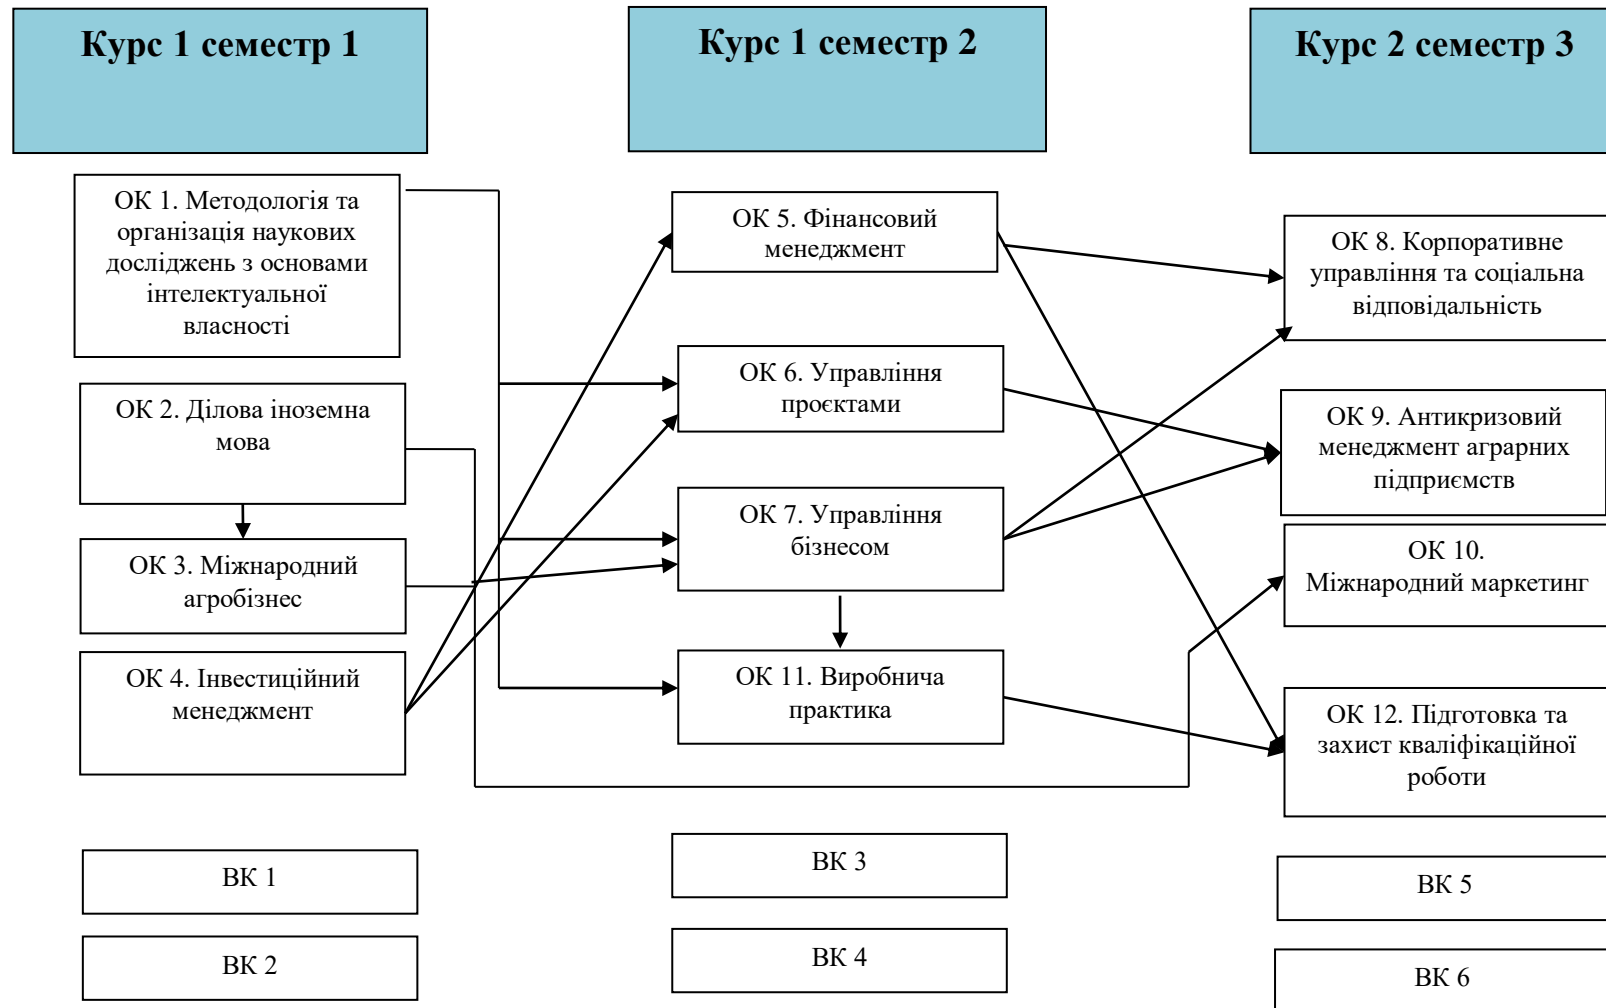 Курс 1 семестр 1
Курс 1 семестр 2
Курс 2 семестр 3
ОК 1. Методологія та
організація наукових
досліджень з основами
інтелектуальної
власності
ОК 2. Ділова іноземна
мова
ОК 3. Міжнародний
агробізнес
ОК 4. Інвестиційний
менеджмент
ВК 1
ВК 2
ОК 5. Фінансовий
менеджмент
ОК 6. Управління
проєктами
ОК 7. Управління
бізнесом
ОК 11. Виробнича
практика
ВК 3
ВК 4
ОК 8. Корпоративне
управління та соціальна
відповідальність
ОК 9. Антикризовий
менеджмент аграрних
підприємств
ОК 10.
Міжнародний маркетинг
ОК 12. Підготовка та
захист кваліфікаційної
роботи
ВК 5
ВК 6